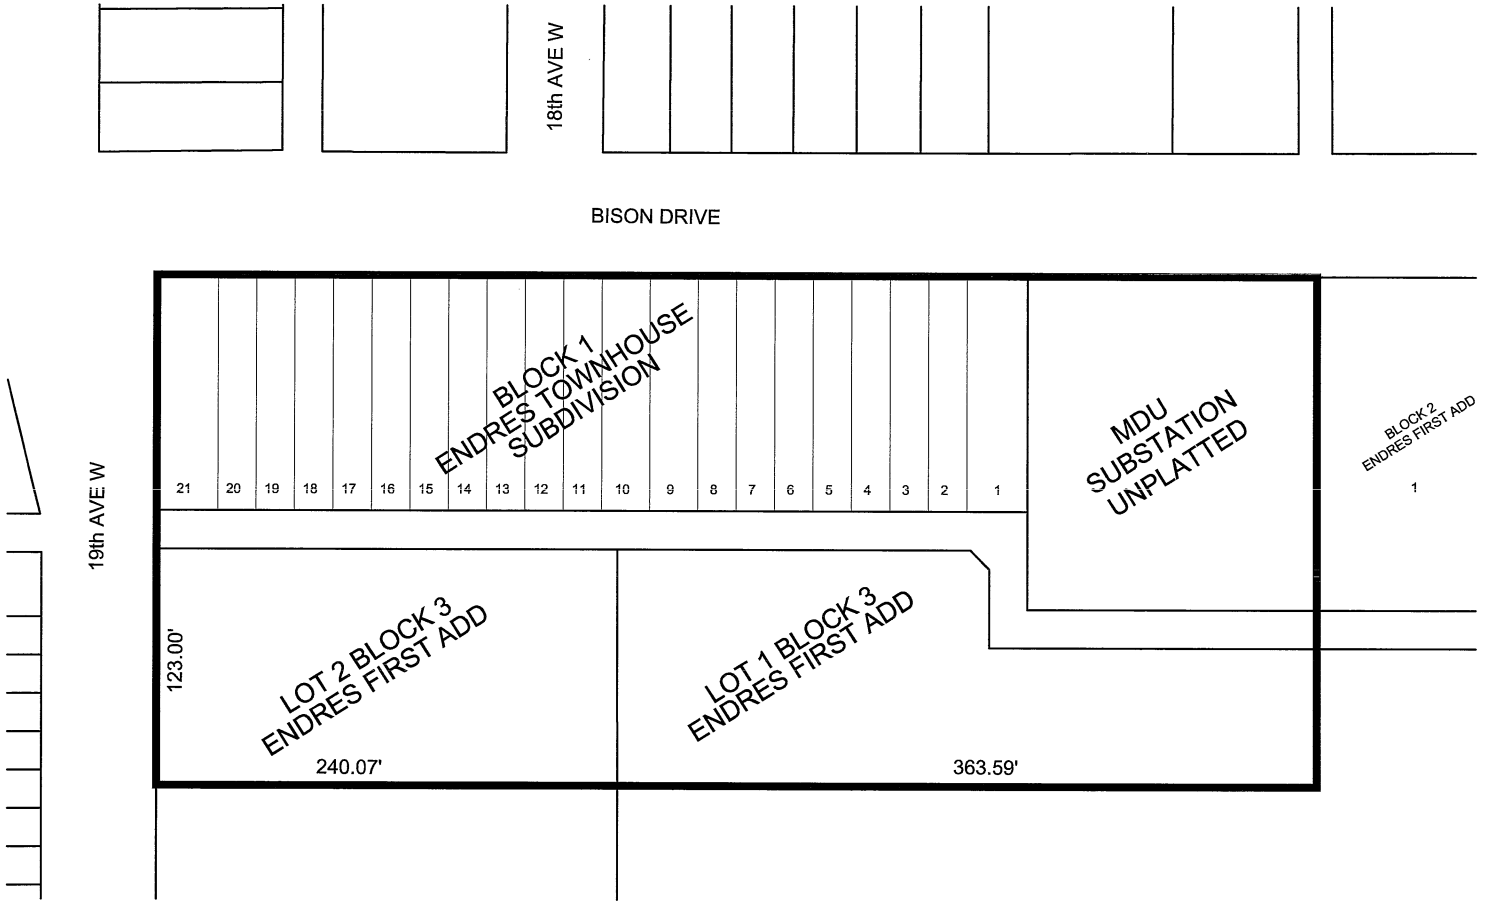 18th AVE W
BISON DRIVE
BLOCK 1
ENDRES TOWNHOUSE
SUBDIVISION
MDU
SUBSTATION
UNPLATTED
BLOCK 2
ENDRES FIRST ADD
1
21 20 19 18 17 16 15 14 13 12 11 10 9 8 7 6 5 4 3 2 1
19th AVE W
LOT 2 BLOCK 3
ENDRES FIRST ADD
LOT 1 BLOCK 3
ENDRES FIRST ADD
123.00'
240.07'
363.59'